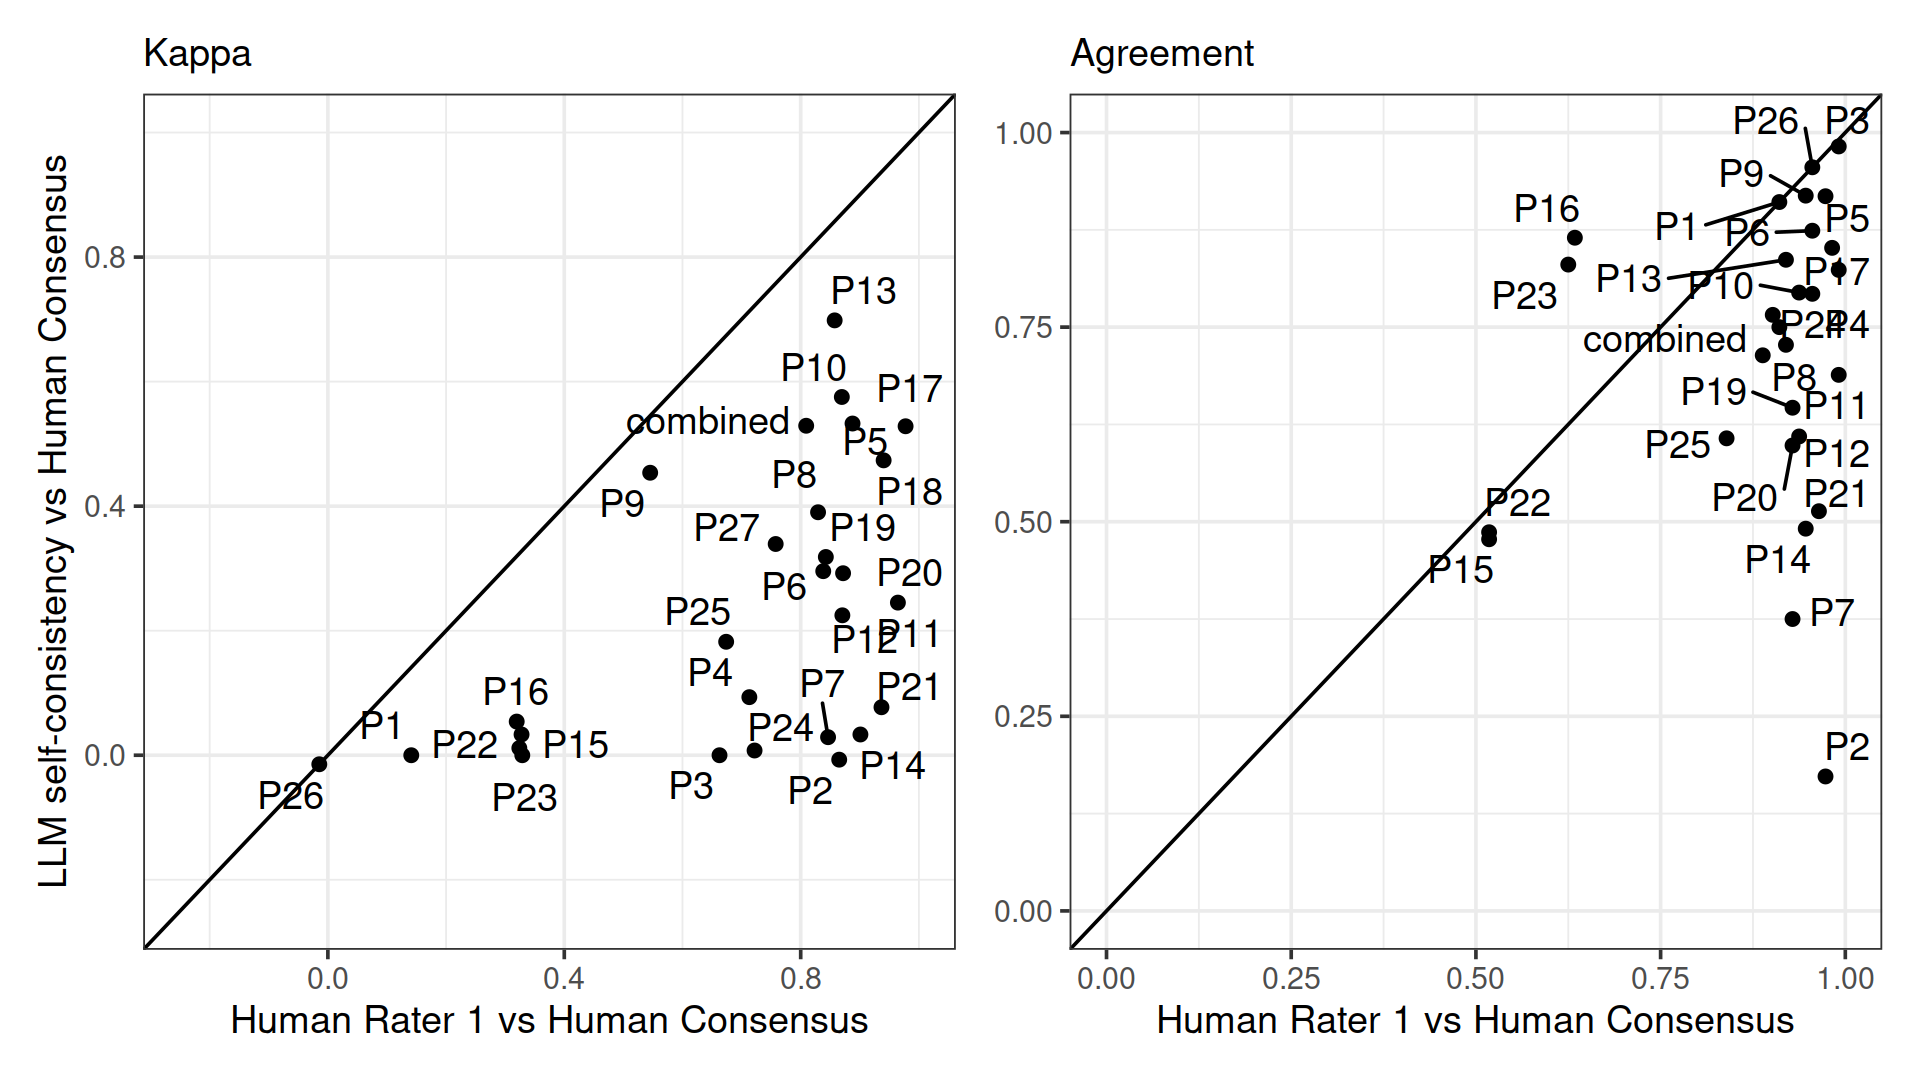 Kappa
Agreement
LLM self-consistency vs Human Consensus
0.8
0.4
0.0
P13
P10
P17
combined
P5
P8
P18
P9
P27
P19
P6
P20
P25
P12
P11
P4
P7
P21
P16
P1
P24
P22
P15
P14
P3
P2
P26
P23
0.0
0.4
0.8
Human Rater 1 vs Human Consensus
1.00
0.75
0.50
0.25
0.00
P26
P3
P9
P16
P5
P1
P6
P17
P13
P10
P23
P24
P4
combined
P8
P19
P11
P25
P12
P20
P21
P22
P14
P15
P7
P2
0.00
0.25
0.50
0.75
1.00
Human Rater 1 vs Human Consensus